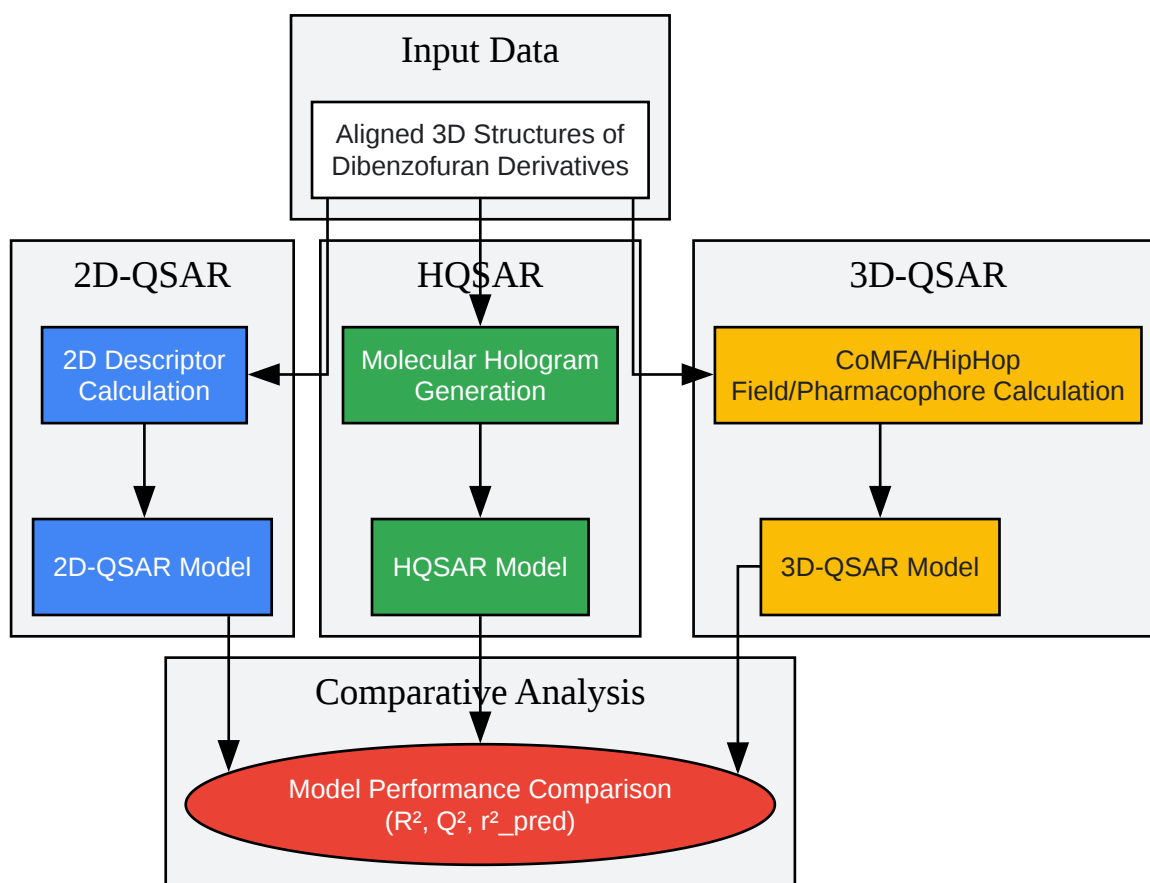 Input Data
Aligned 3D Structures of
Dibenzofuran Derivatives
2D-QSAR
2D Descriptor
Calculation
2D-QSAR Model
HQSAR
Molecular Hologram
Generation
HQSAR Model
3D-QSAR
CoMFA/HipHop
Field/Pharmacophore Calculation
3D-QSAR Model
Comparative Analysis
Model Performance Comparison
(R², Q², r²_pred)